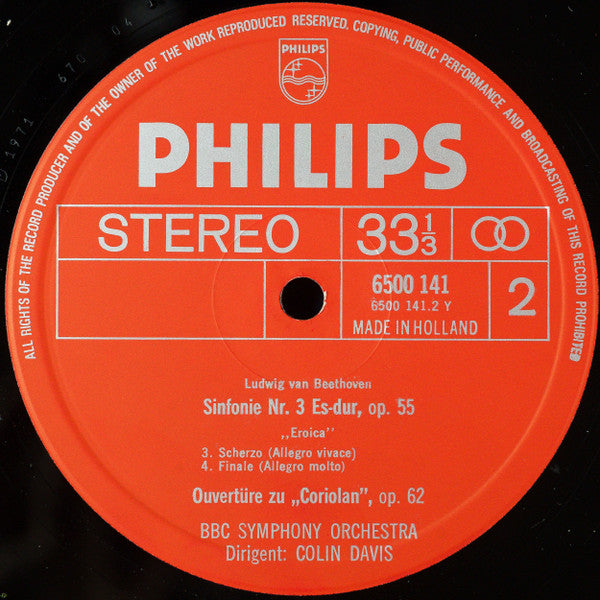 ALL RIGHTS OF THE RECORD PRODUCER AND OF THE OWNER OF THE WORK REPRODUCED RESERVED. COPYING, PUBLIC PERFORMANCE AND BROADCASTING OF THIS RECORD PROHIBITED
PHILIPS
PHILIPS
STEREO 33⅓
6500 141
6500 141.2 Y
2
MADE IN HOLLAND
Ludwig van Beethoven
Sinfonie Nr. 3 Es-dur, op. 55
„Eroica”
3. Scherzo (Allegro vivace)
4. Finale (Allegro molto)
Ouvertüre zu „Coriolan”, op. 62
BBC SYMPHONY ORCHESTRA
Dirigent: COLIN DAVIS
1971